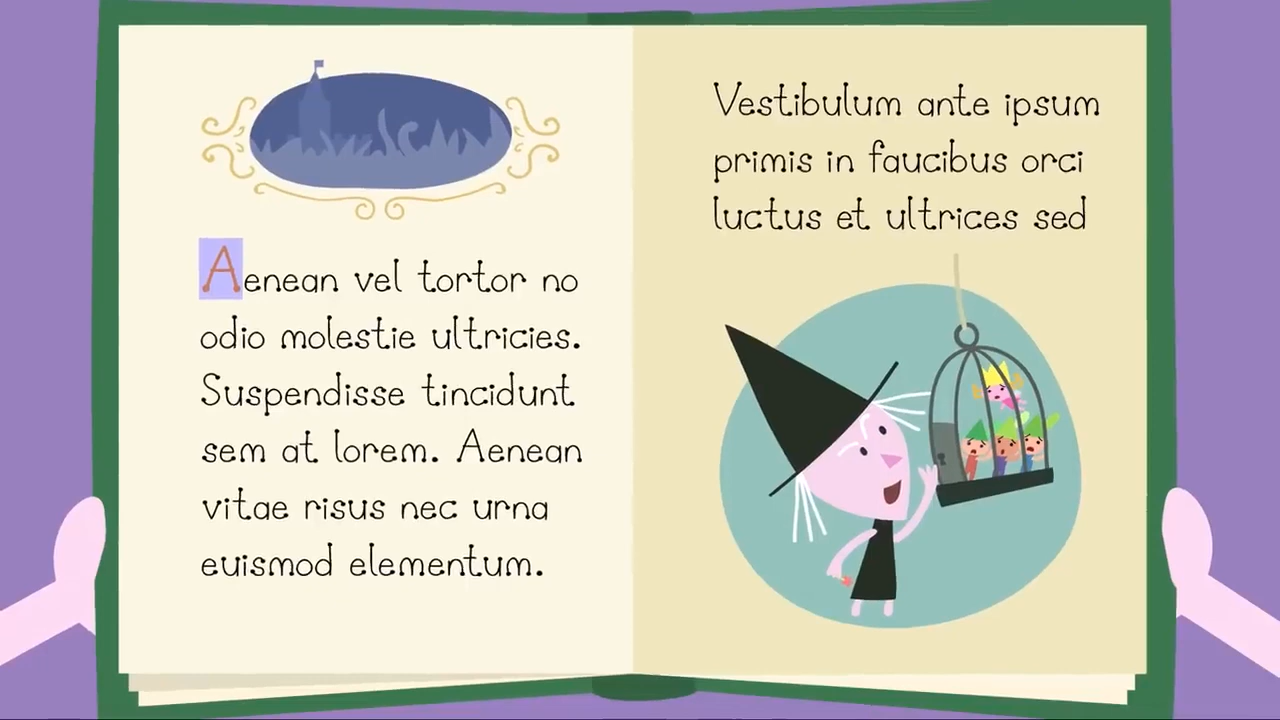 Aenean vel tortor no
odio molestie ultricies.
Suspendisse tincidunt
sem at lorem. Aenean
vitae risus nec urna
euismod elementum.
Vestibulum ante ipsum
primis in faucibus orci
luctus et ultrices sed